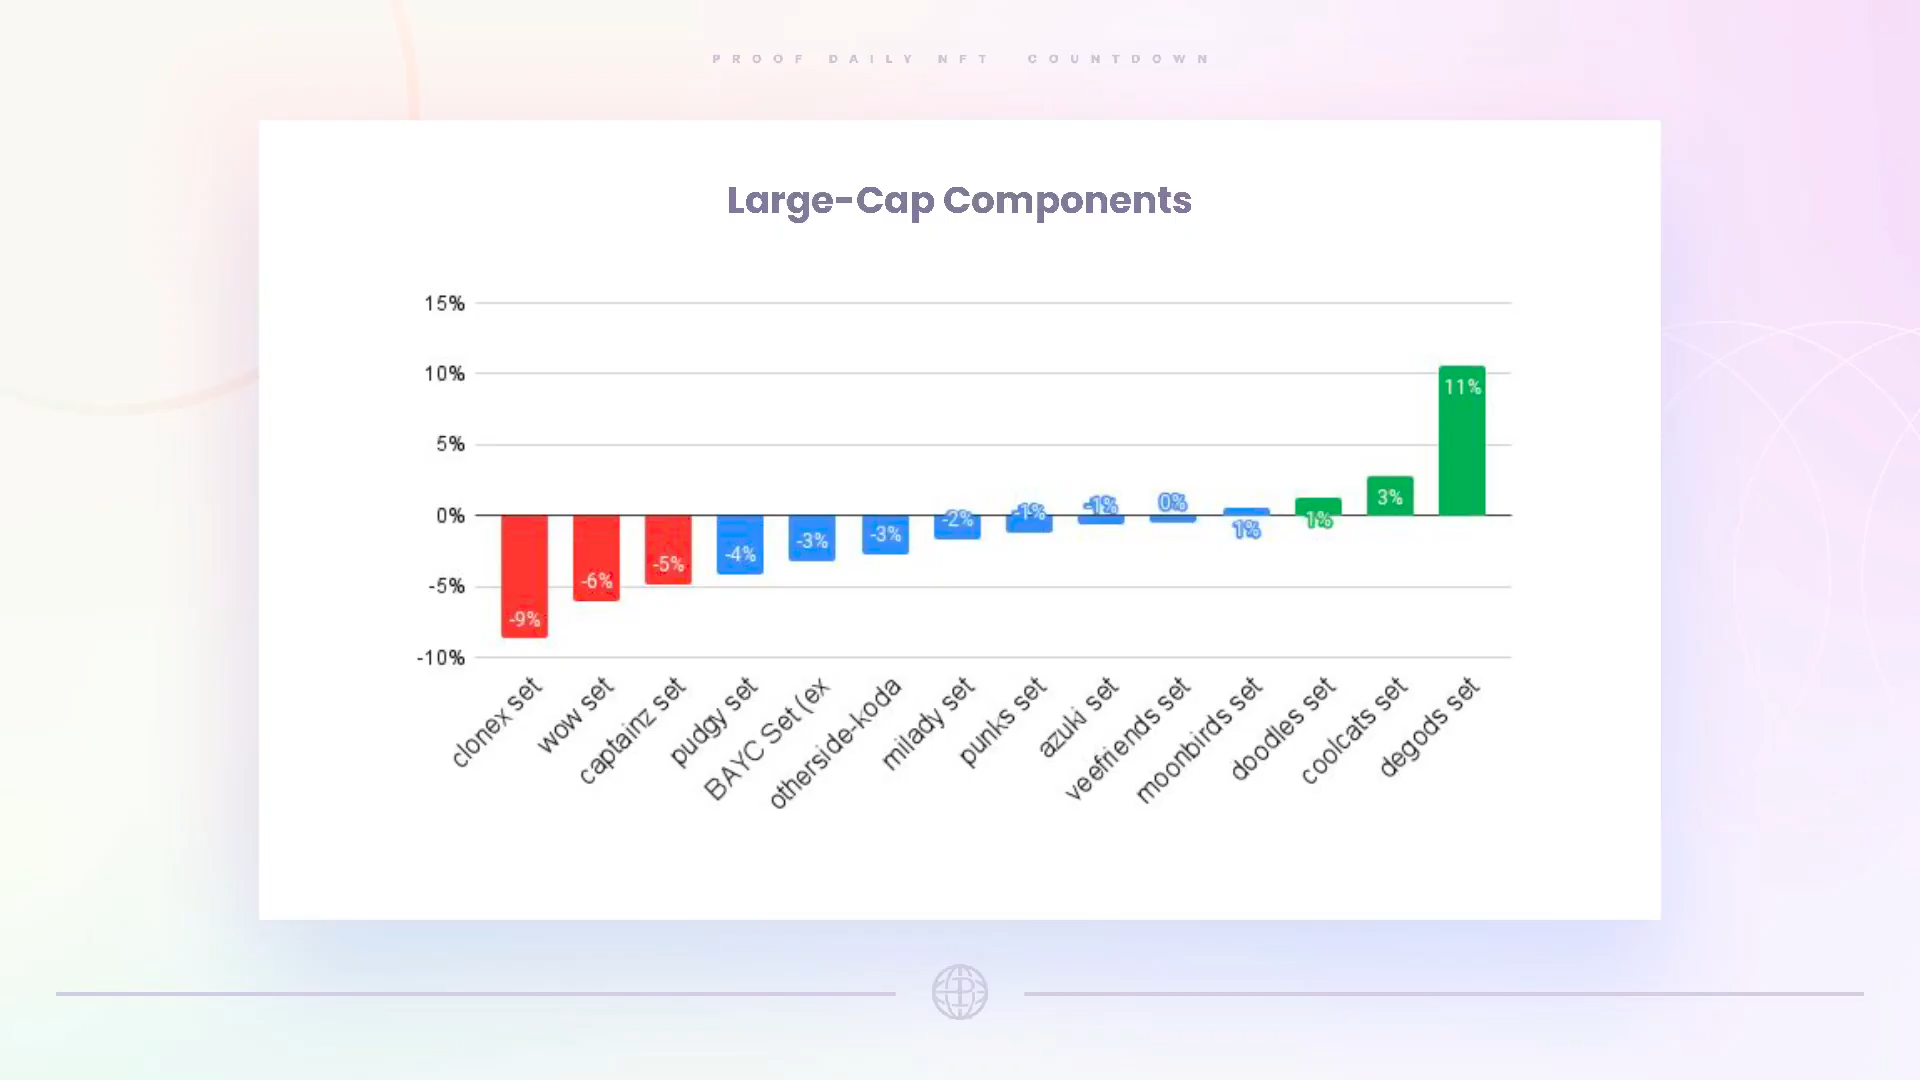 PROOF DAILY NFT COUNTDOWN
Large-Cap Components
15%
10%
5%
0%
-5%
-10%
-9%
-6%
-5%
-4%
-3%
-3%
-2%
-1%
-1%
0%
1%
1%
3%
11%
clonex set
wow set
captainz set
pudgy set
BAYC Set (ex
otherside-koda
milady set
punks set
azuki set
veefriends set
moonbirds set
doodles set
coolcats set
degods set
P